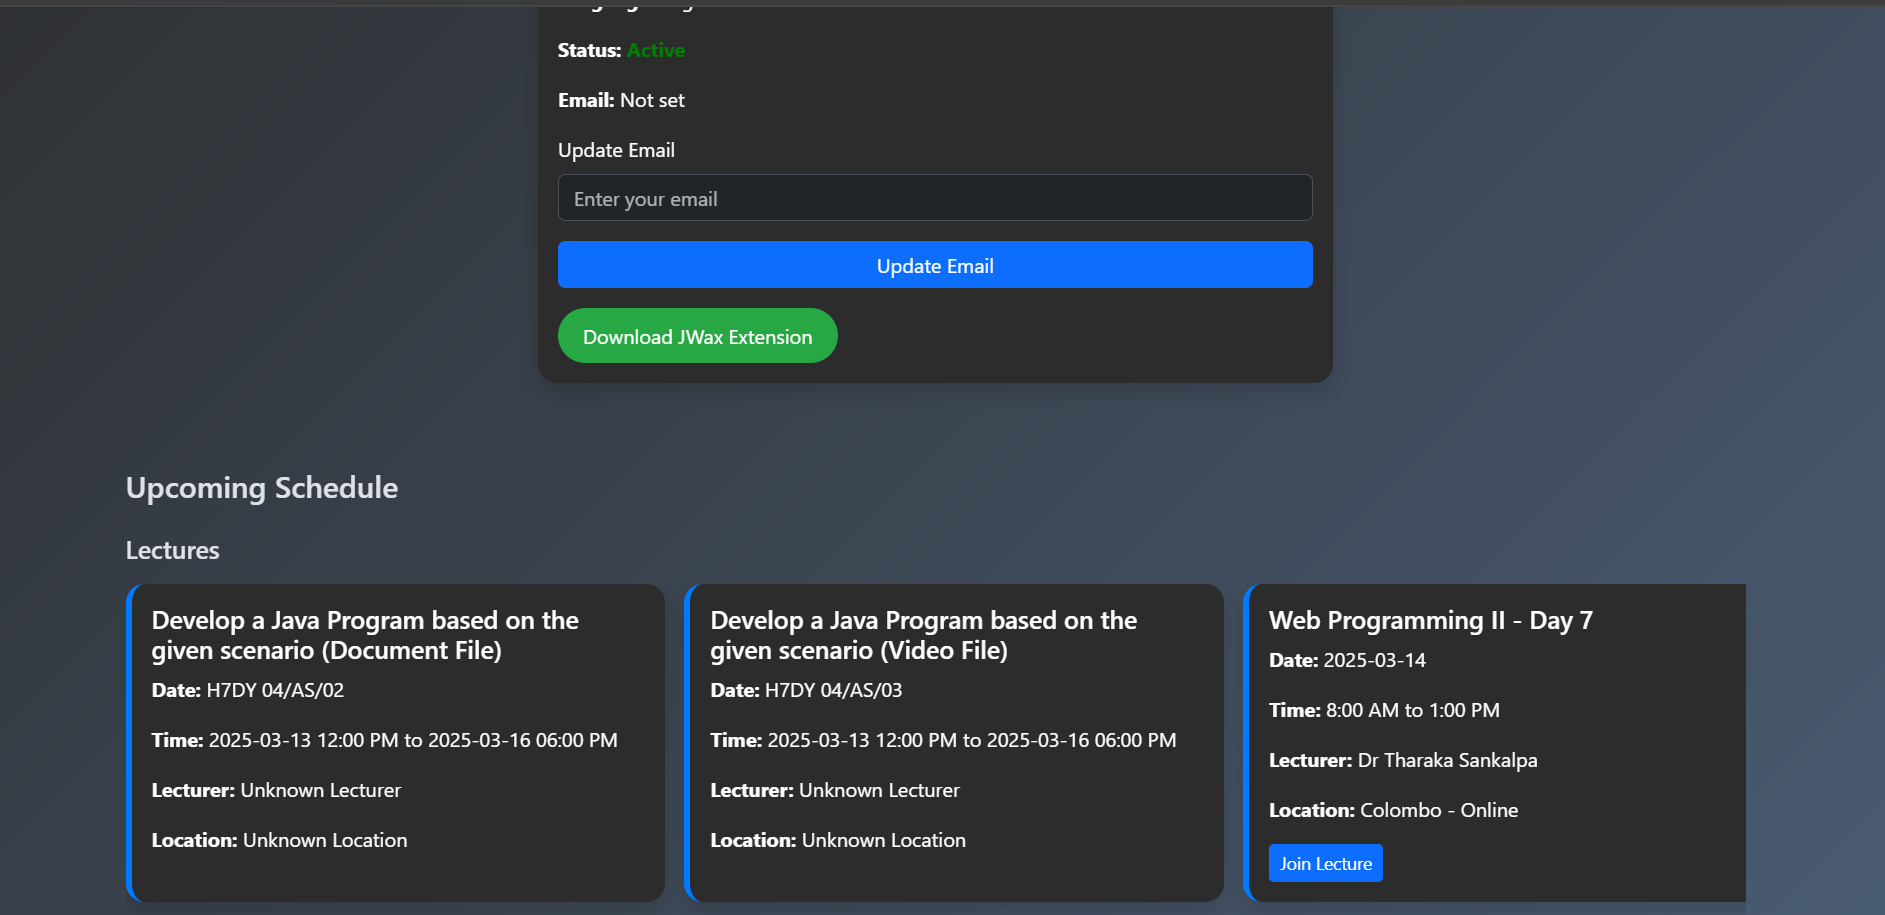 Status: Active
Email: Not set
Update Email
Enter your email
Update Email
Download JWax Extension
Upcoming Schedule
Lectures
Develop a Java Program based on the
given scenario (Document File)
Date: H7DY 04/AS/02
Time: 2025-03-13 12:00 PM to 2025-03-16 06:00 PM
Lecturer: Unknown Lecturer
Location: Unknown Location
Develop a Java Program based on the
given scenario (Video File)
Date: H7DY 04/AS/03
Time: 2025-03-13 12:00 PM to 2025-03-16 06:00 PM
Lecturer: Unknown Lecturer
Location: Unknown Location
Web Programming II - Day 7
Date: 2025-03-14
Time: 8:00 AM to 1:00 PM
Lecturer: Dr Tharaka Sankalpa
Location: Colombo - Online
Join Lecture